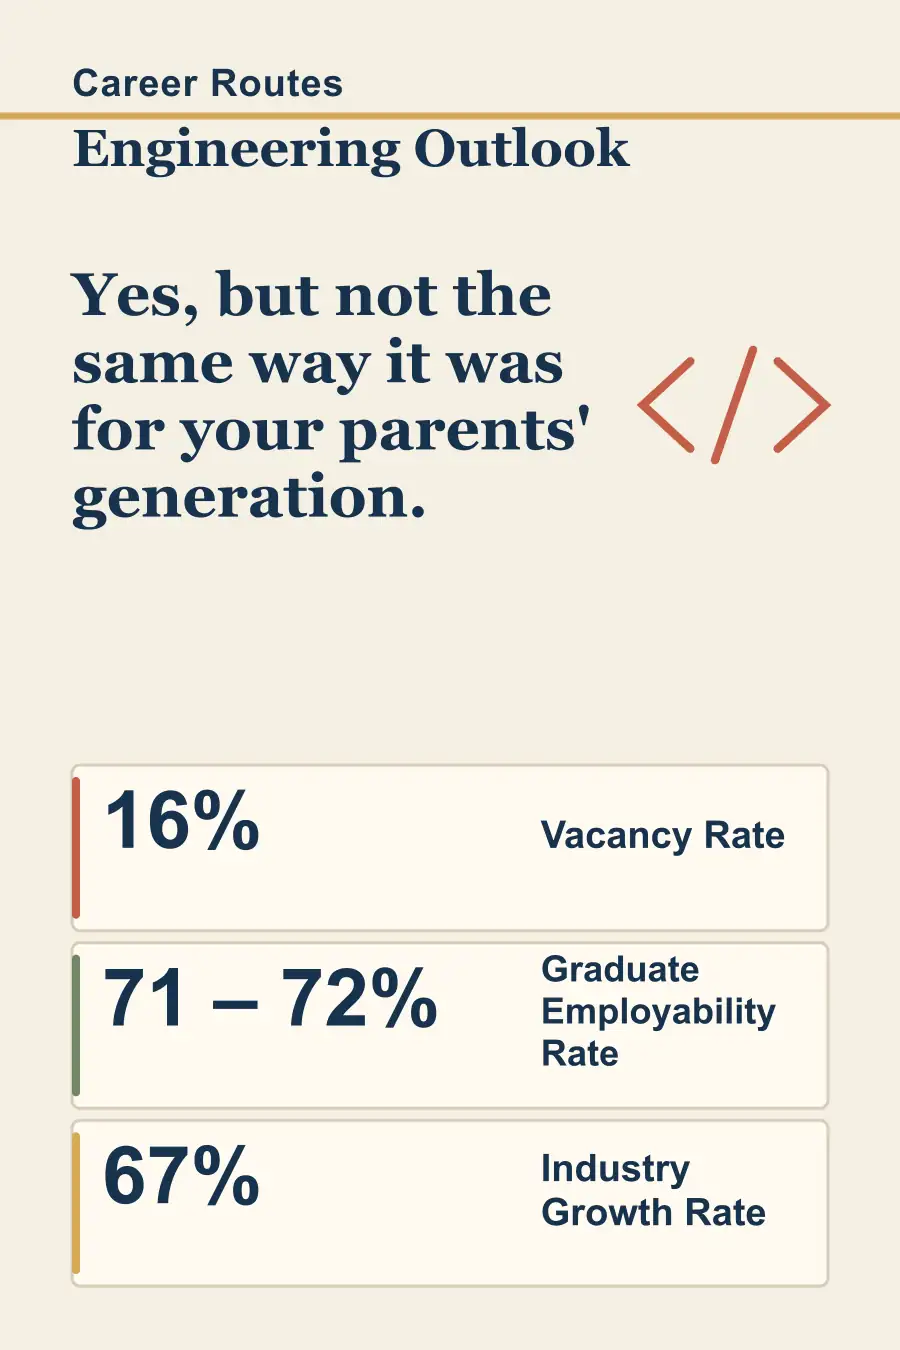 Career Routes
Engineering Outlook
Yes, but not the
same way it was
for your parents'
generation.
16%
Vacancy Rate
71 – 72%
Graduate
Employability
Rate
67%
Industry
Growth Rate